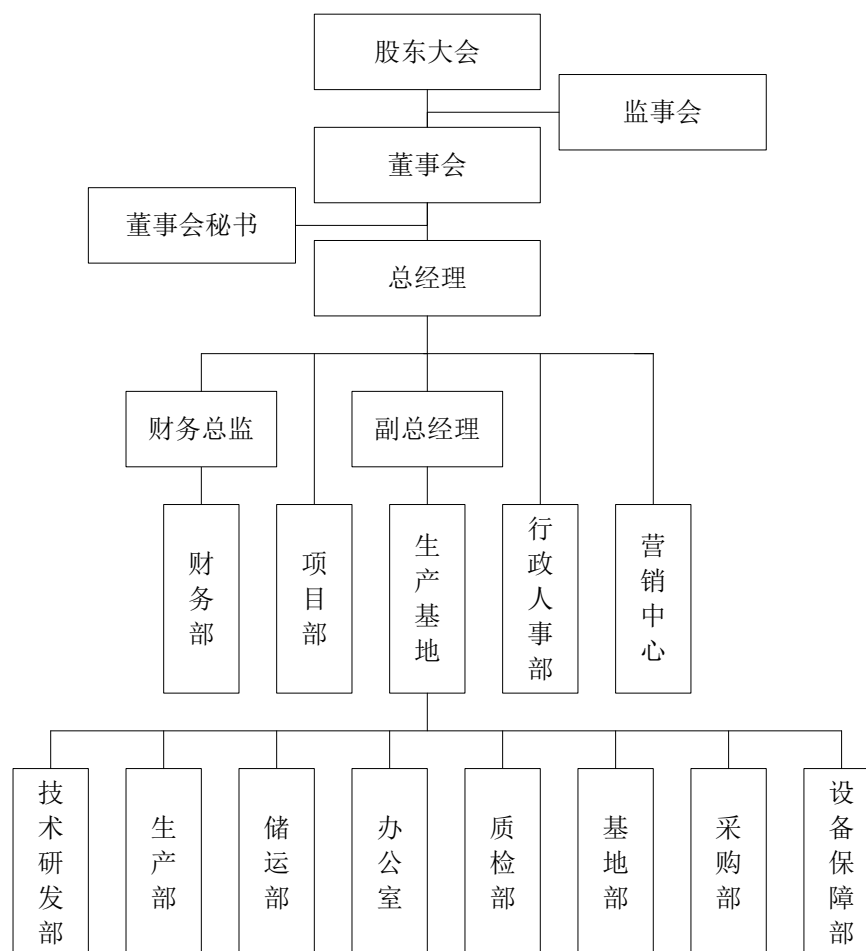 股东大会
监事会
董事会
董事会秘书
总经理
财务总监
副总经理
财务部
项目部
生产基地
行政人事部
营销中心
技术研发部
生产部
储运部
办公室
质检部
基地部
采购部
设备保障部